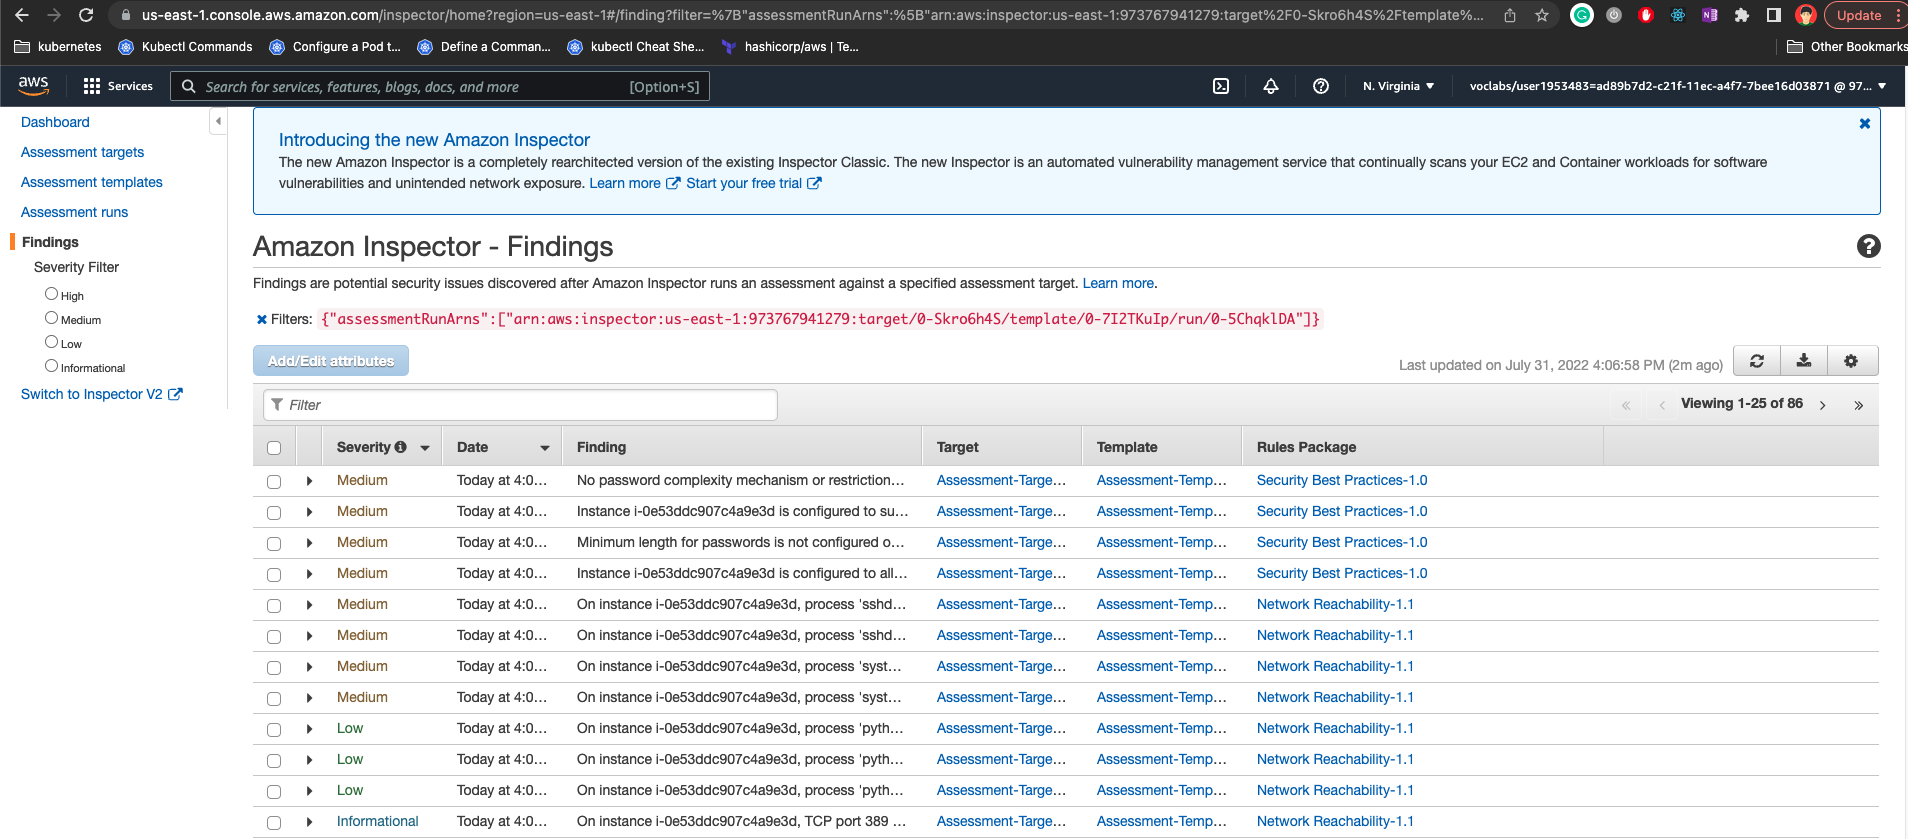 us-east-1.console.aws.amazon.com/inspector/home?region=us-east-1#/finding?filter=%7B"assessmentRunArns":%5B"arn:aws:inspector:us-east-1:973767941279:target%2F0-Skro6h4S%2Ftemplate%... Update
kubernetes Kubectl Commands Configure a Pod t... Define a Comman... kubectl Cheat She... hashicorp/aws | Te... Other Bookmarks
aws Services Search for services, features, blogs, docs, and more [Option+S] N. Virginia voclabs/user1953483=ad89b7d2-c21f-11ec-a4f7-7bee16d03871 @ 97...
Dashboard
Assessment targets
Assessment templates
Assessment runs
Findings
Severity Filter
High
Medium
Low
Informational
Switch to Inspector V2
Introducing the new Amazon Inspector
The new Amazon Inspector is a completely rearchitected version of the existing Inspector Classic. The new Inspector is an automated vulnerability management service that continually scans your EC2 and Container workloads for software
vulnerabilities and unintended network exposure. Learn more Start your free trial
Amazon Inspector - Findings
Findings are potential security issues discovered after Amazon Inspector runs an assessment against a specified assessment target. Learn more.
Filters: {"assessmentRunArns":["arn:aws:inspector:us-east-1:973767941279:target/0-Skro6h4S/template/0-7I2TKuIp/run/0-5ChqklDA"]}
Add/Edit attributes Last updated on July 31, 2022 4:06:58 PM (2m ago)
Filter « ‹ Viewing 1-25 of 86 › »
Severity Date Finding Target Template Rules Package
Medium Today at 4:0... No password complexity mechanism or restriction... Assessment-Targe... Assessment-Temp... Security Best Practices-1.0
Medium Today at 4:0... Instance i-0e53ddc907c4a9e3d is configured to su... Assessment-Targe... Assessment-Temp... Security Best Practices-1.0
Medium Today at 4:0... Minimum length for passwords is not configured o... Assessment-Targe... Assessment-Temp... Security Best Practices-1.0
Medium Today at 4:0... Instance i-0e53ddc907c4a9e3d is configured to all... Assessment-Targe... Assessment-Temp... Security Best Practices-1.0
Medium Today at 4:0... On instance i-0e53ddc907c4a9e3d, process 'sshd... Assessment-Targe... Assessment-Temp... Network Reachability-1.1
Medium Today at 4:0... On instance i-0e53ddc907c4a9e3d, process 'sshd... Assessment-Targe... Assessment-Temp... Network Reachability-1.1
Medium Today at 4:0... On instance i-0e53ddc907c4a9e3d, process 'syst... Assessment-Targe... Assessment-Temp... Network Reachability-1.1
Medium Today at 4:0... On instance i-0e53ddc907c4a9e3d, process 'syst... Assessment-Targe... Assessment-Temp... Network Reachability-1.1
Low Today at 4:0... On instance i-0e53ddc907c4a9e3d, process 'pyth... Assessment-Targe... Assessment-Temp... Network Reachability-1.1
Low Today at 4:0... On instance i-0e53ddc907c4a9e3d, process 'pyth... Assessment-Targe... Assessment-Temp... Network Reachability-1.1
Low Today at 4:0... On instance i-0e53ddc907c4a9e3d, process 'pyth... Assessment-Targe... Assessment-Temp... Network Reachability-1.1
Informational Today at 4:0... On instance i-0e53ddc907c4a9e3d, TCP port 389 ... Assessment-Targe... Assessment-Temp... Network Reachability-1.1